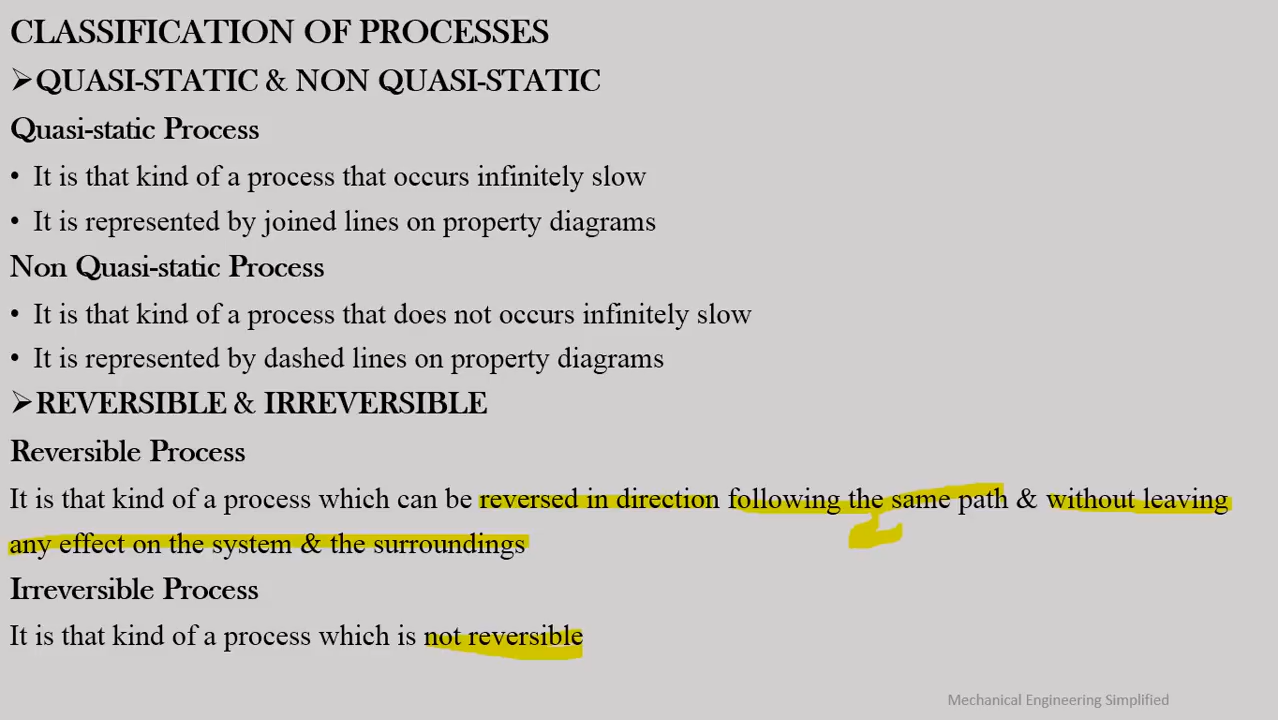 CLASSIFICATION OF PROCESSES
➢QUASI-STATIC & NON QUASI-STATIC
Quasi-static Process
• It is that kind of a process that occurs infinitely slow
• It is represented by joined lines on property diagrams
Non Quasi-static Process
• It is that kind of a process that does not occurs infinitely slow
• It is represented by dashed lines on property diagrams
➢REVERSIBLE & IRREVERSIBLE
Reversible Process
It is that kind of a process which can be reversed in direction following the same path & without leaving
any effect on the system & the surroundings
Irreversible Process
It is that kind of a process which is not reversible
Mechanical Engineering Simplified